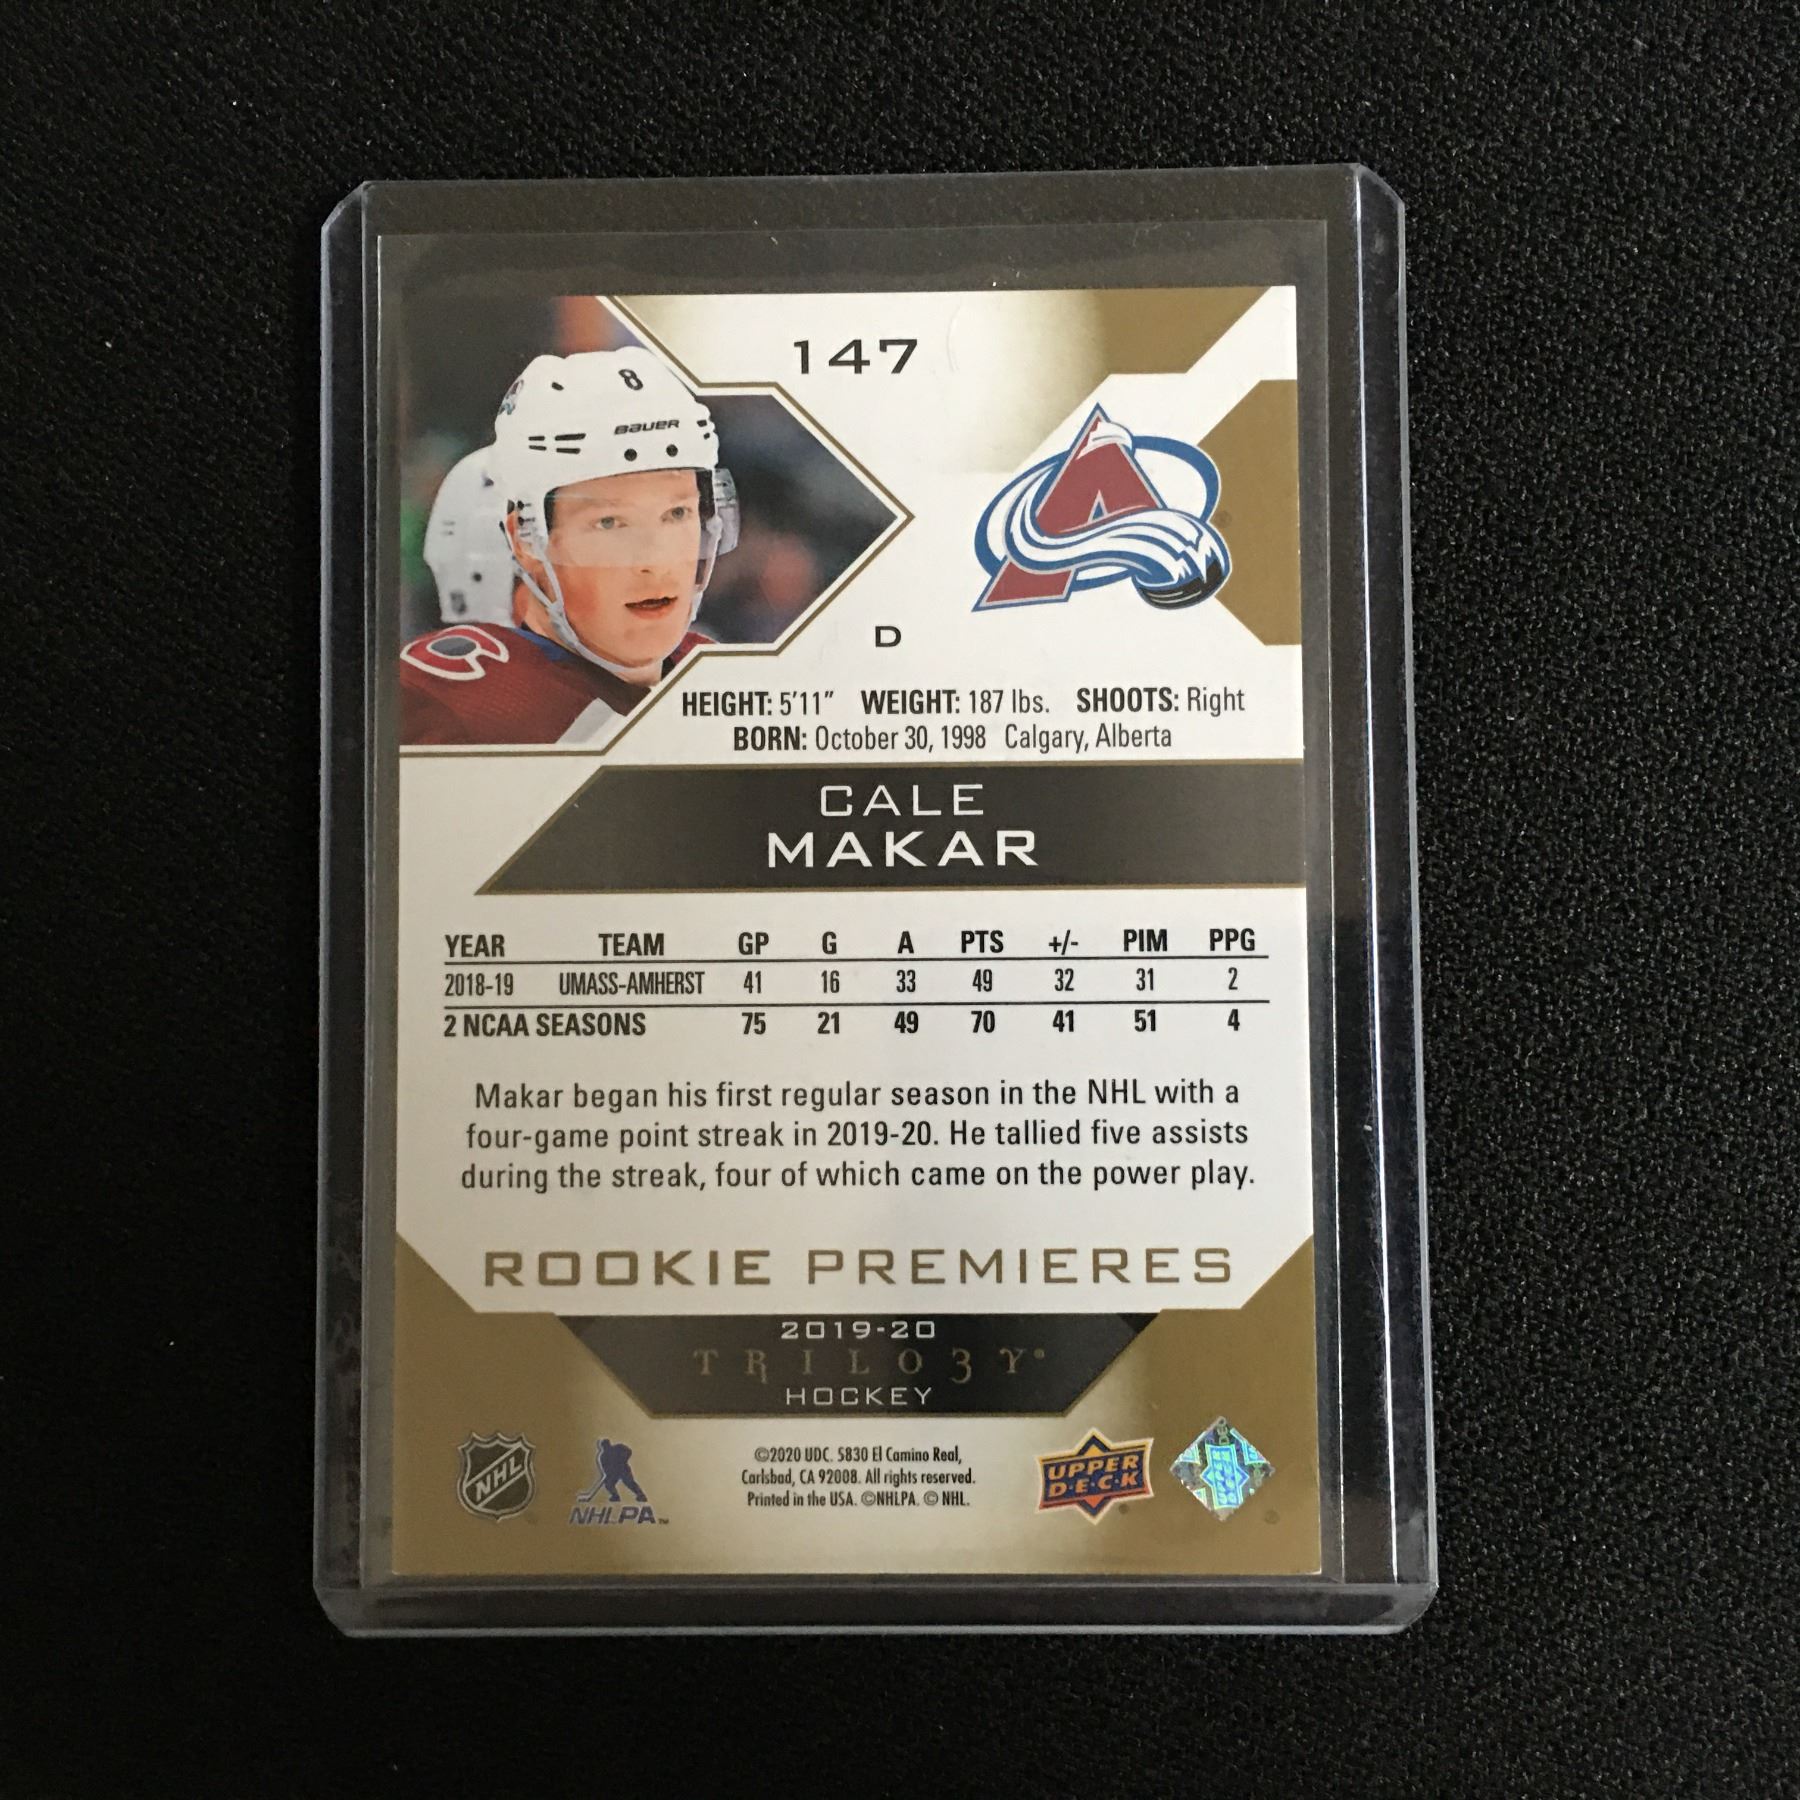 147
8
BAUER
D
HEIGHT: 5'11" WEIGHT: 187 lbs. SHOOTS: Right
BORN: October 30, 1998 Calgary, Alberta
CALE
MAKAR
YEAR TEAM GP G A PTS +/- PIM PPG
2018-19 UMASS-AMHERST 41 16 33 49 32 31 2
2 NCAA SEASONS 75 21 49 70 41 51 4
Makar began his first regular season in the NHL with a
four-game point streak in 2019-20. He tallied five assists
during the streak, four of which came on the power play.
ROOKIE PREMIERES
2019-20
TRILO3Y®
HOCKEY
NHL
NHLPA™
©2020 UDC. 5830 El Camino Real,
Carlsbad, CA 92008. All rights reserved.
Printed in the USA. ©NHLPA. © NHL.
UPPER
D·E·C·K